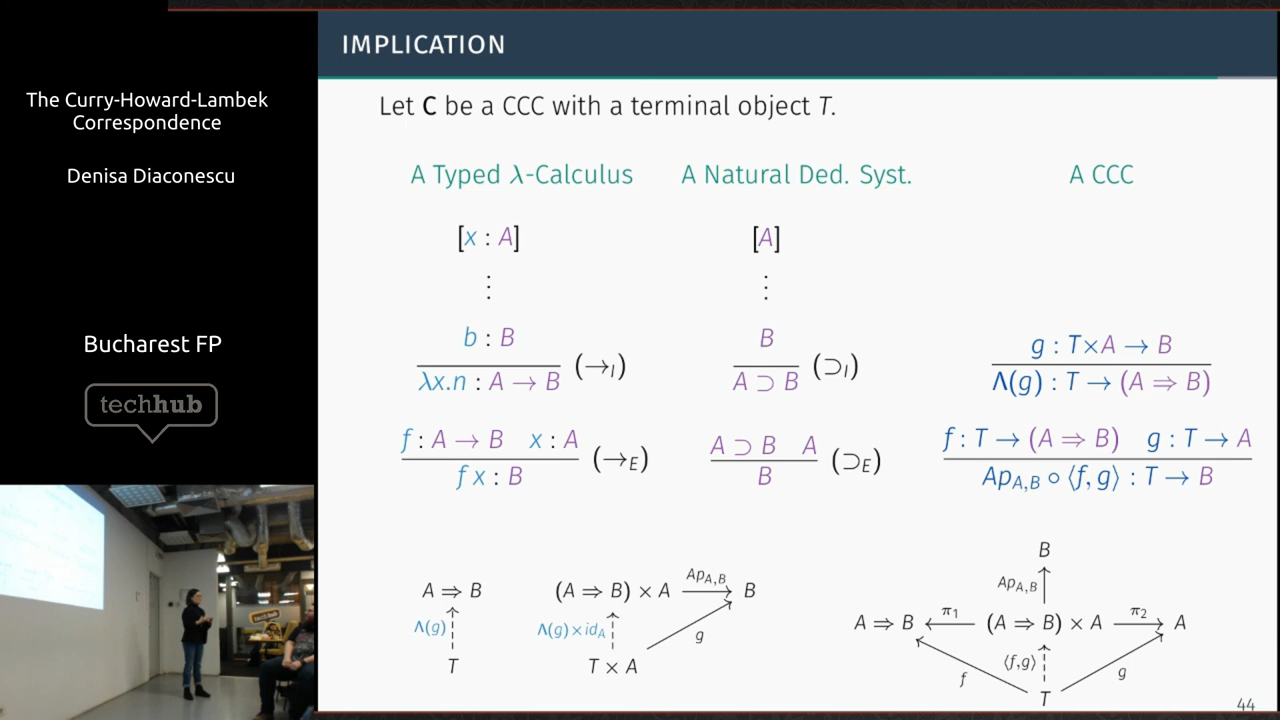 The Curry-Howard-Lambek
Correspondence
Denisa Diaconescu
Bucharest FP
techhub
IMPLICATION
Let C be a CCC with a terminal object T.
A Typed λ-Calculus A Natural Ded. Syst. A CCC
[x : A] [A]
⋮ ⋮
b : B B g : T×A → B
λx.n : A → B (→I) A ⊃ B (⊃I) Λ(g) : T → (A ⇒ B)
f : A → B x : A (→E) A ⊃ B A (⊃E) f : T → (A ⇒ B) g : T → A
f x : B B ApA,B ∘ ⟨f, g⟩ : T → B
B
A ⇒ B (A ⇒ B) × A ApA,B B ApA,B
Λ(g) Λ(g)×idA g A ⇒ B π1 (A ⇒ B) × A π2 A
T T × A f ⟨f,g⟩ g
T
44
techhub